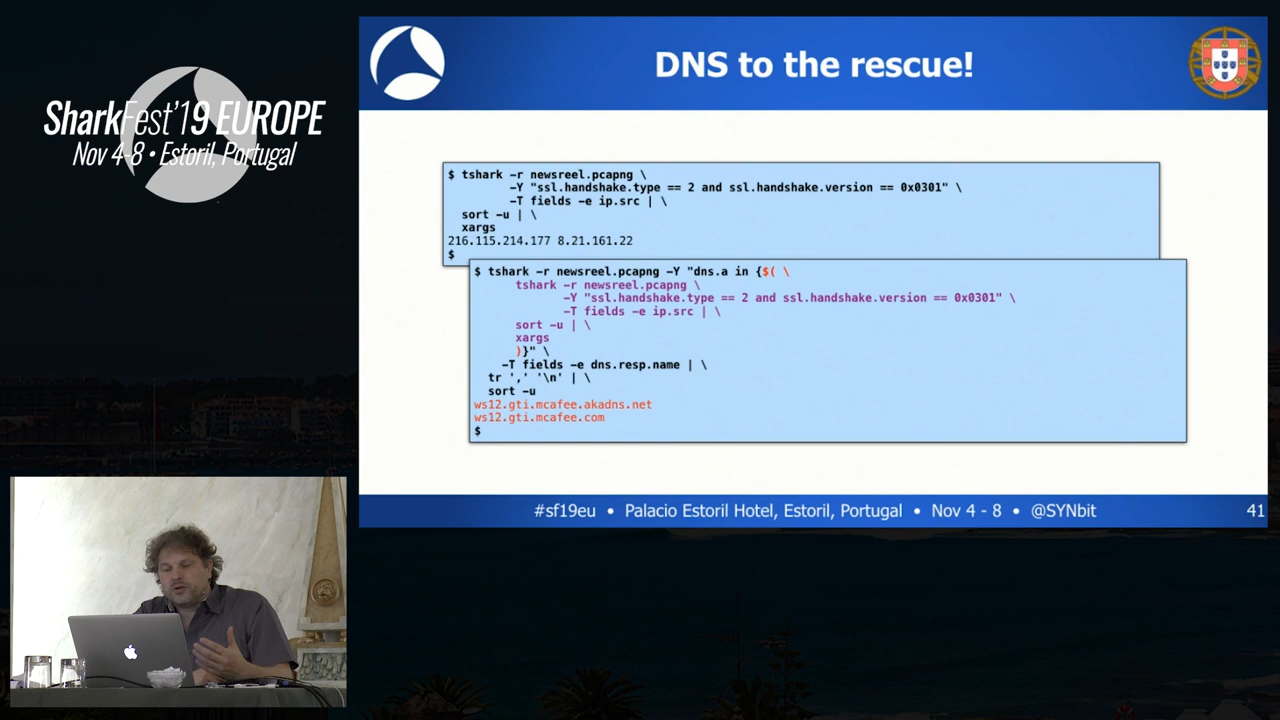 SharkFest'19 EUROPE
Nov 4-8 • Estoril, Portugal
DNS to the rescue!
$ tshark -r newsreel.pcapng \
-Y "ssl.handshake.type == 2 and ssl.handshake.version == 0x0301" \
-T fields -e ip.src | \
sort -u | \
xargs
216.115.214.177 8.21.161.22
$
$ tshark -r newsreel.pcapng -Y "dns.a in {$( \
tshark -r newsreel.pcapng \
-Y "ssl.handshake.type == 2 and ssl.handshake.version == 0x0301" \
-T fields -e ip.src | \
sort -u | \
xargs
)}" \
-T fields -e dns.resp.name | \
tr ',' '\n' | \
sort -u
ws12.gti.mcafee.akadns.net
ws12.gti.mcafee.com
$
#sf19eu • Palacio Estoril Hotel, Estoril, Portugal • Nov 4 - 8 • @SYNbit
41